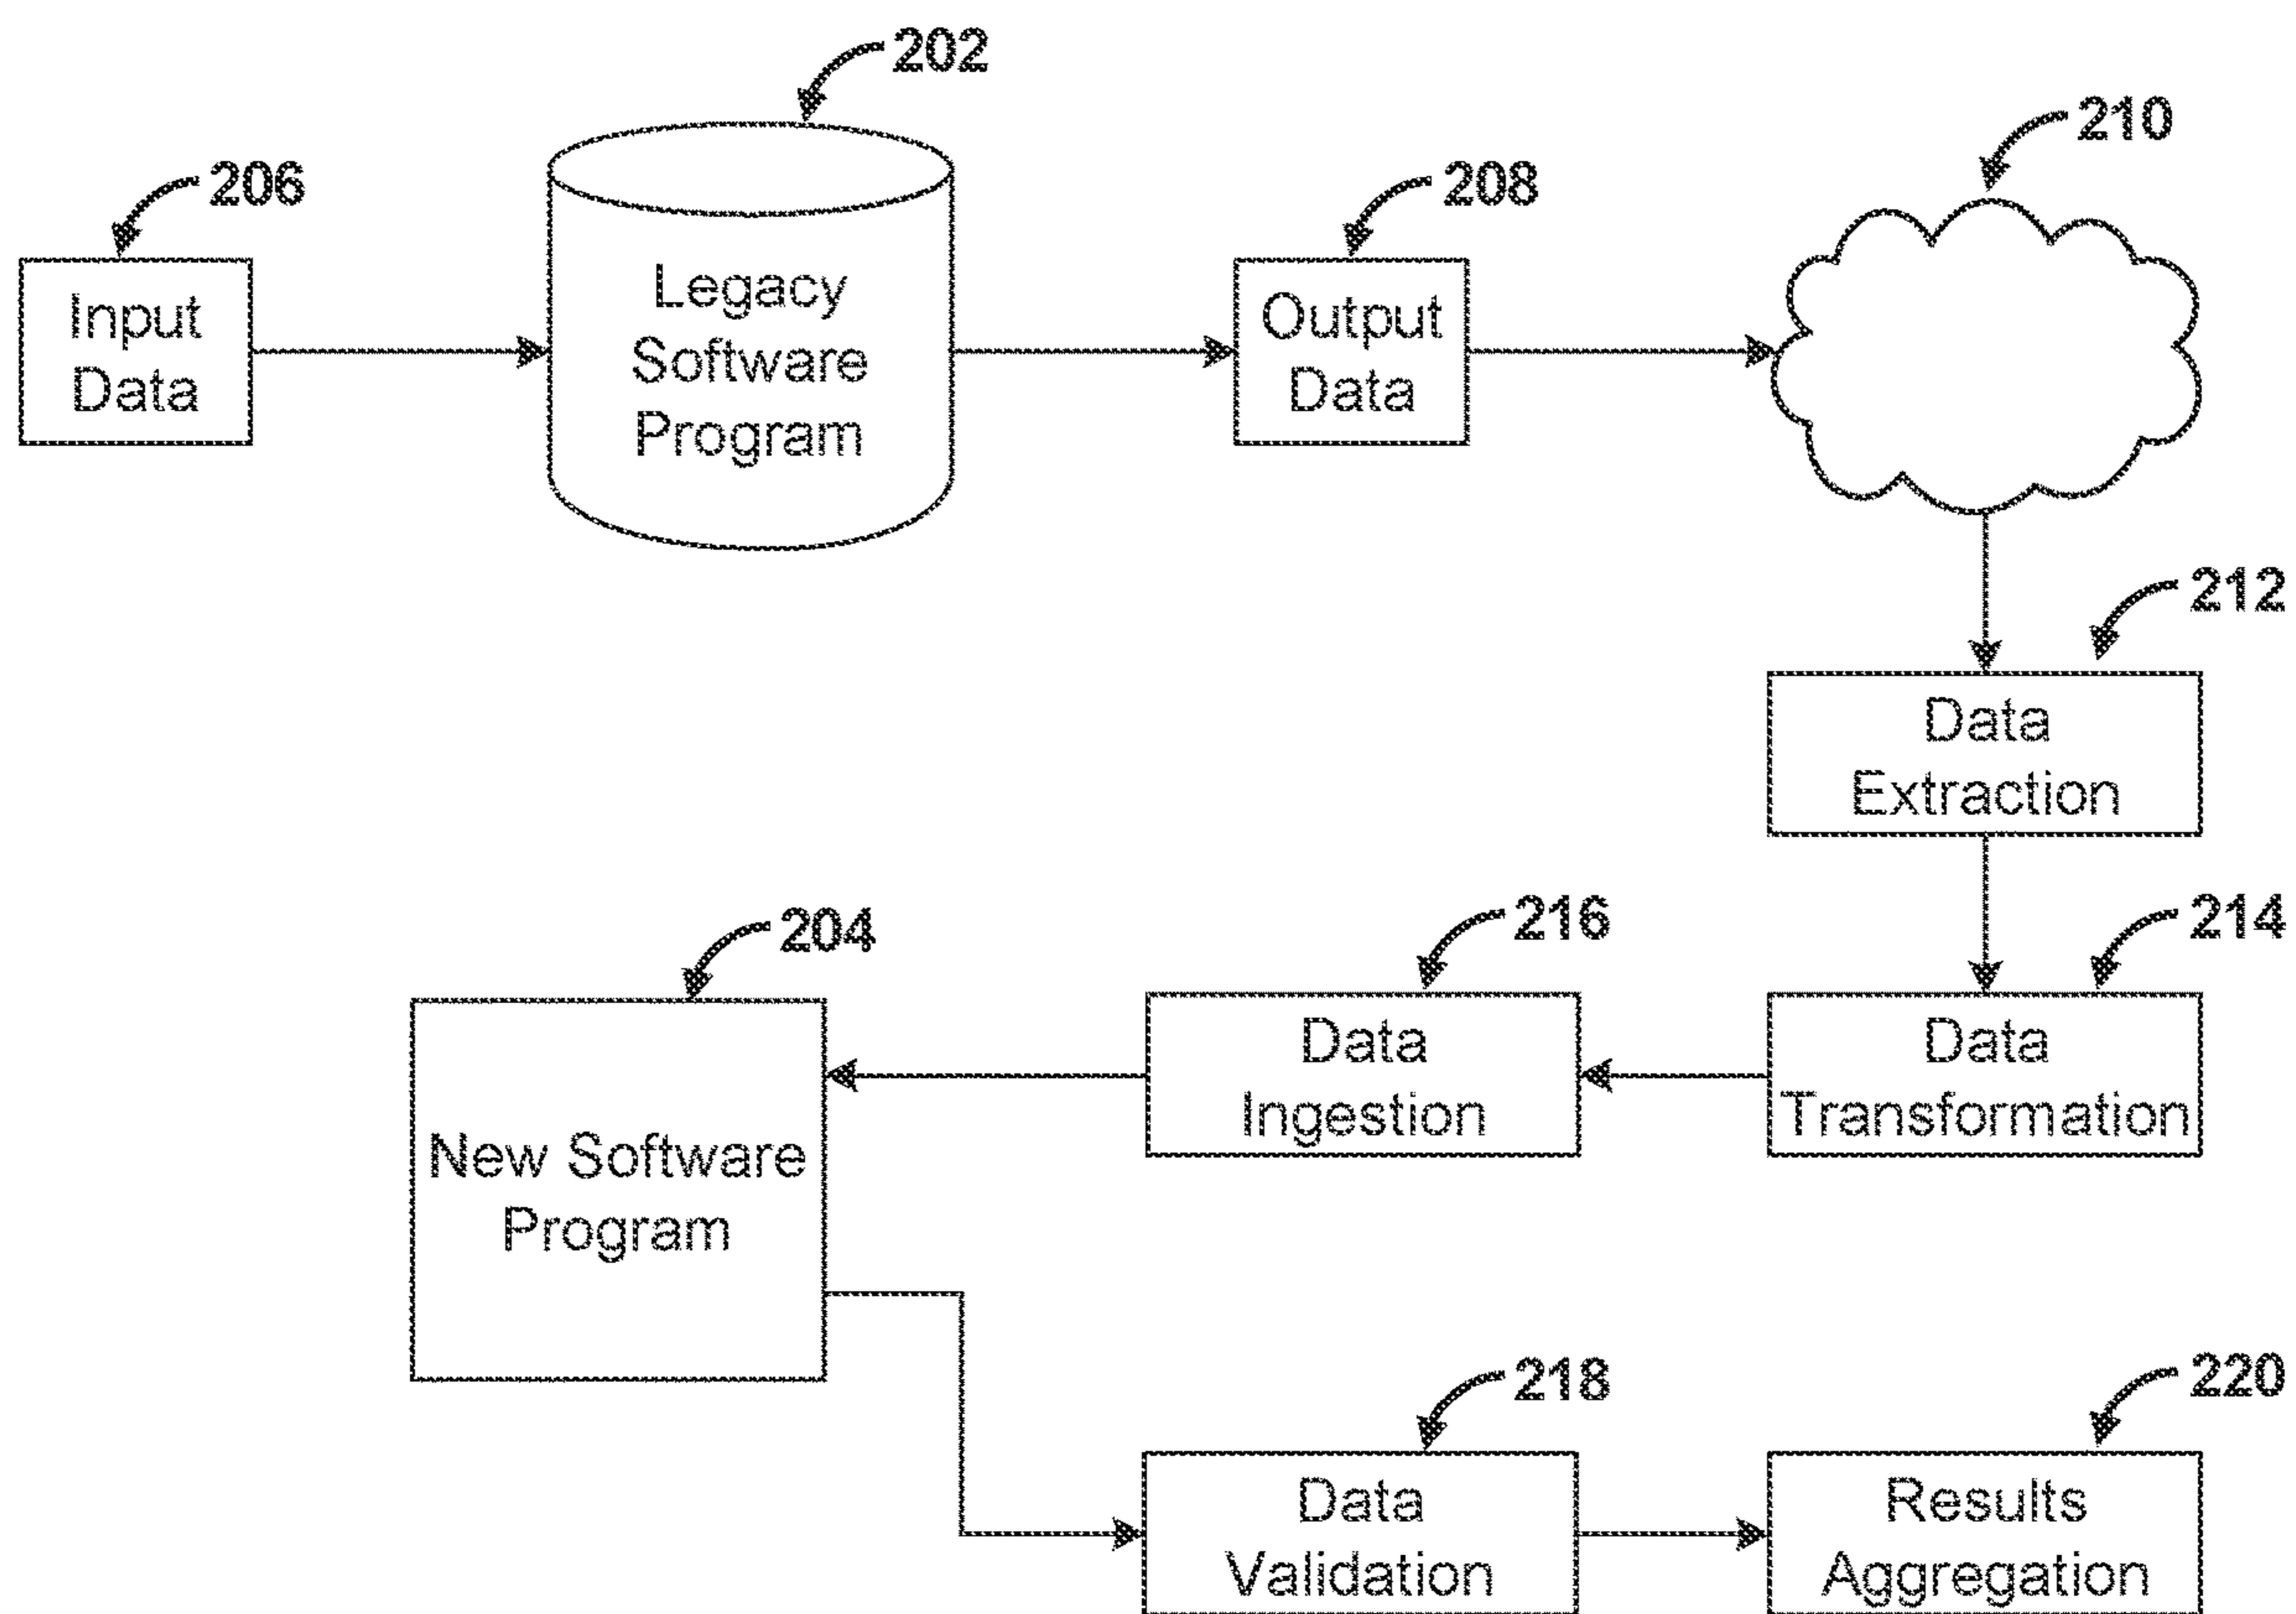 202
210
206
208
Input
Data
Legacy
Software
Program
Output
Data
212
Data
Extraction
204
216
214
New Software
Program
Data
Ingestion
Data
Transformation
218
220
Data
Validation
Results
Aggregation